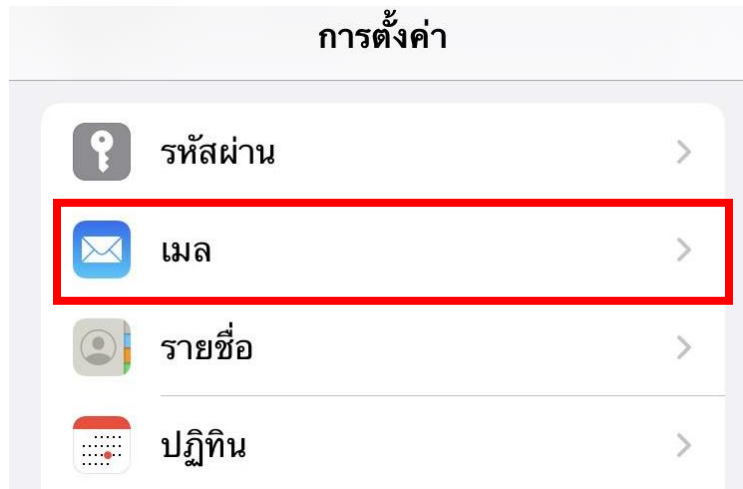 การตั้งค่า
รหัสผ่าน
เมล
รายชื่อ
ปฏิทิน